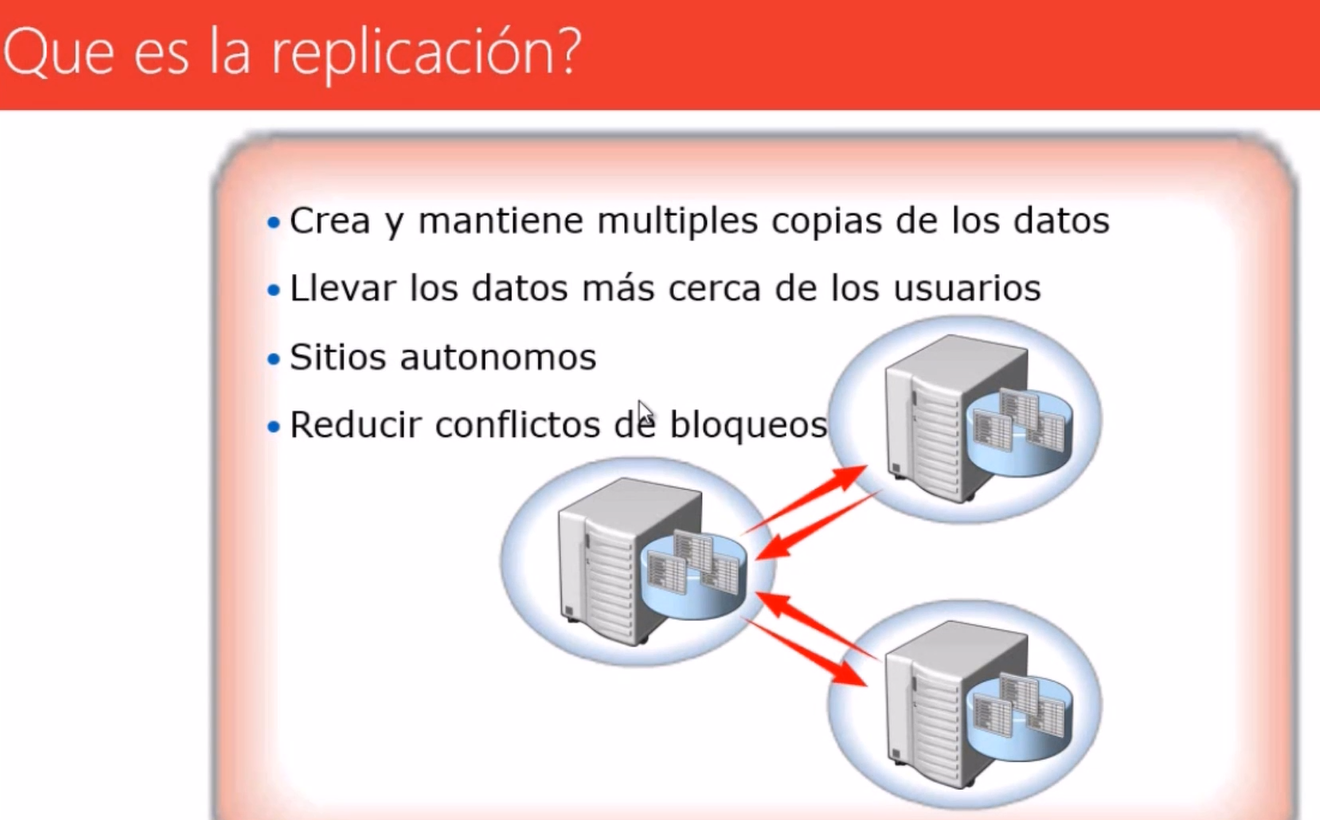 Que es la replicación?
• Crea y mantiene multiples copias de los datos
• Llevar los datos más cerca de los usuarios
• Sitios autonomos
• Reducir conflictos de bloqueos